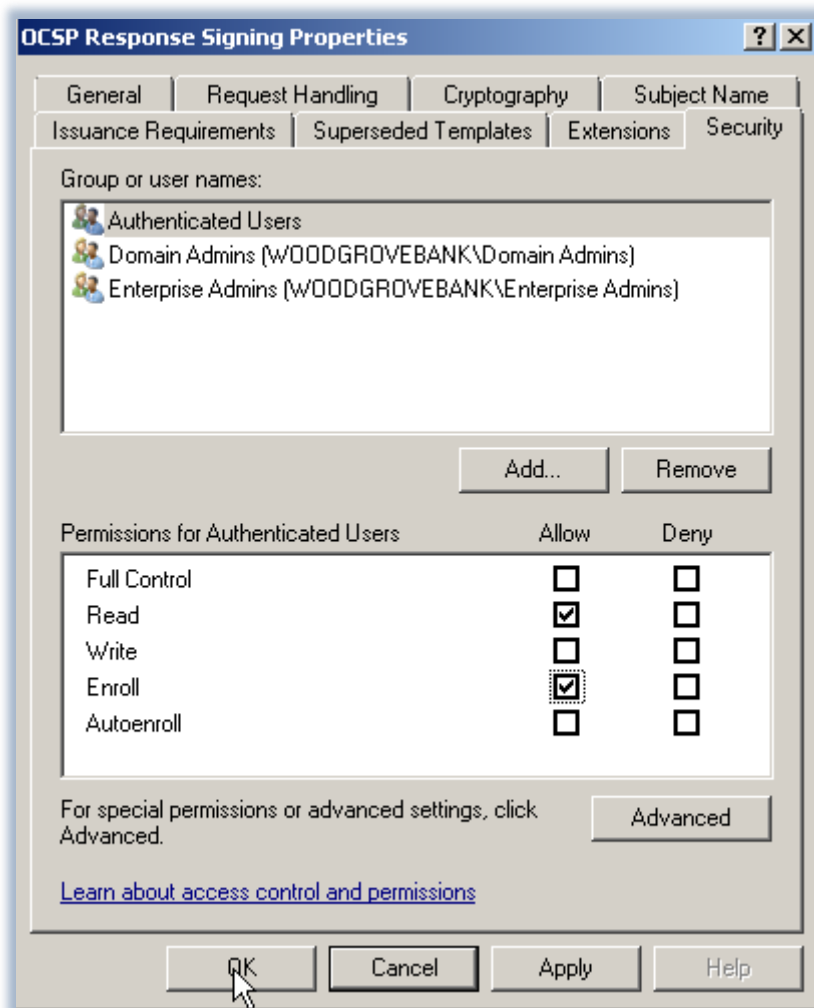 OCSP Response Signing Properties
General Request Handling Cryptography Subject Name
Issuance Requirements Superseded Templates Extensions Security
Group or user names:
Authenticated Users
Domain Admins (WOODGROVEBANK\Domain Admins)
Enterprise Admins (WOODGROVEBANK\Enterprise Admins)
Add... Remove
Permissions for Authenticated Users Allow Deny
Full Control
Read
Write
Enroll
Autoenroll
For special permissions or advanced settings, click
Advanced.
Advanced
Learn about access control and permissions
OK Cancel Apply Help